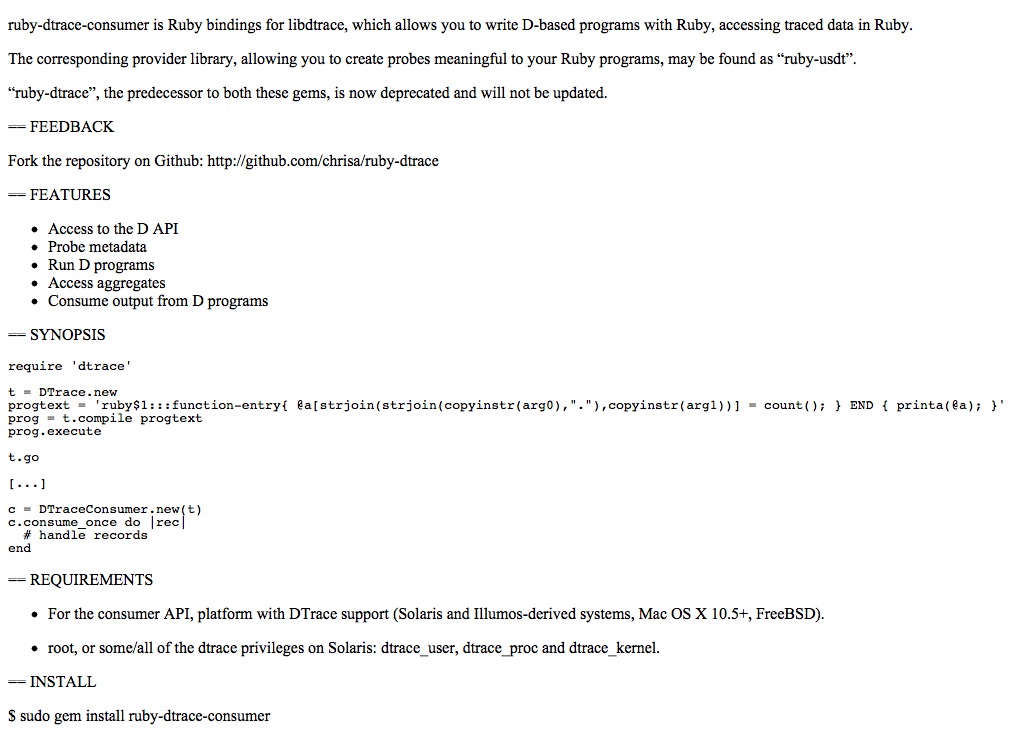 ruby-dtrace-consumer is Ruby bindings for libdtrace, which allows you to write D-based programs with Ruby, accessing traced data in Ruby.
The corresponding provider library, allowing you to create probes meaningful to your Ruby programs, may be found as “ruby-usdt”.
“ruby-dtrace”, the predecessor to both these gems, is now deprecated and will not be updated.
== FEEDBACK
Fork the repository on Github: http://github.com/chrisa/ruby-dtrace
== FEATURES
• Access to the D API
• Probe metadata
• Run D programs
• Access aggregates
• Consume output from D programs
== SYNOPSIS
require 'dtrace'
t = DTrace.new
progtext = 'ruby$1:::function-entry{ @a[strjoin(strjoin(copyinstr(arg0),"."),copyinstr(arg1))] = count(); } END { printa(@a); }'
prog = t.compile progtext
prog.execute
t.go
[...]
c = DTraceConsumer.new(t)
c.consume_once do |rec|
  # handle records
end
== REQUIREMENTS
• For the consumer API, platform with DTrace support (Solaris and Illumos-derived systems, Mac OS X 10.5+, FreeBSD).
• root, or some/all of the dtrace privileges on Solaris: dtrace_user, dtrace_proc and dtrace_kernel.
== INSTALL
$ sudo gem install ruby-dtrace-consumer